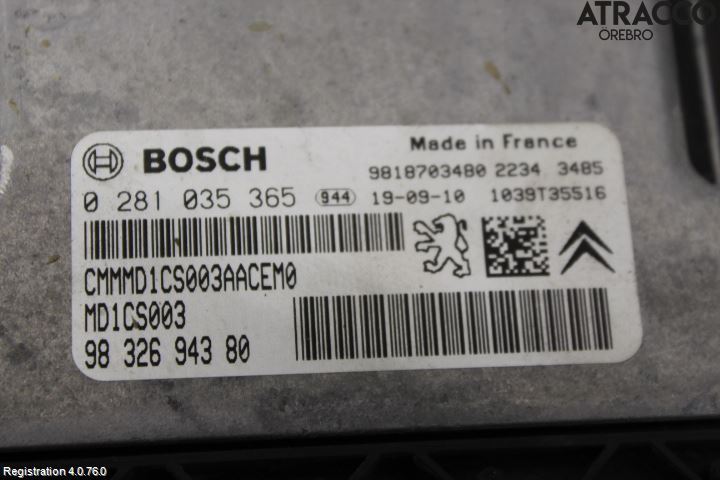 ATRACCO
ÖREBRO
BOSCH
Made in France
9818703480 2234 3485
0 281 035 365 944 19-09-10 1039T35516
CMMMD1CS003AACEM0
MD1CS003
98 326 943 80
Registration 4.0.76.0